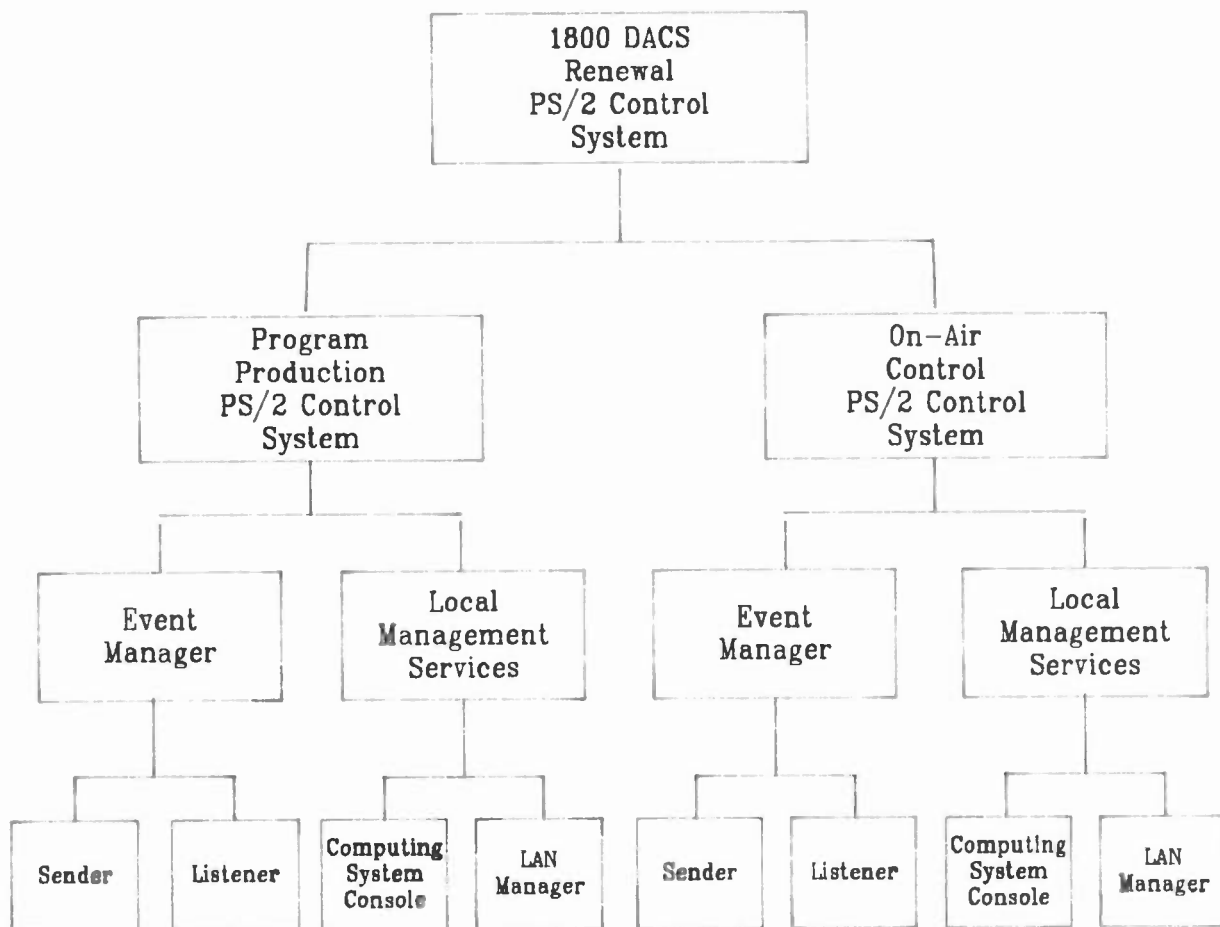 1800 DACS
Renewal
PS/2 Control
System
Program
Production
PS/2 Control
System
On-Air
Control
PS/2 Control
System
Event
Manager
Local
Management
Services
Event
Manager
Local
Management
Services
Sender
Listener
Computing
System
Console
LAN
Manager
Sender
Listener
Computing
System
Console
LAN
Manager